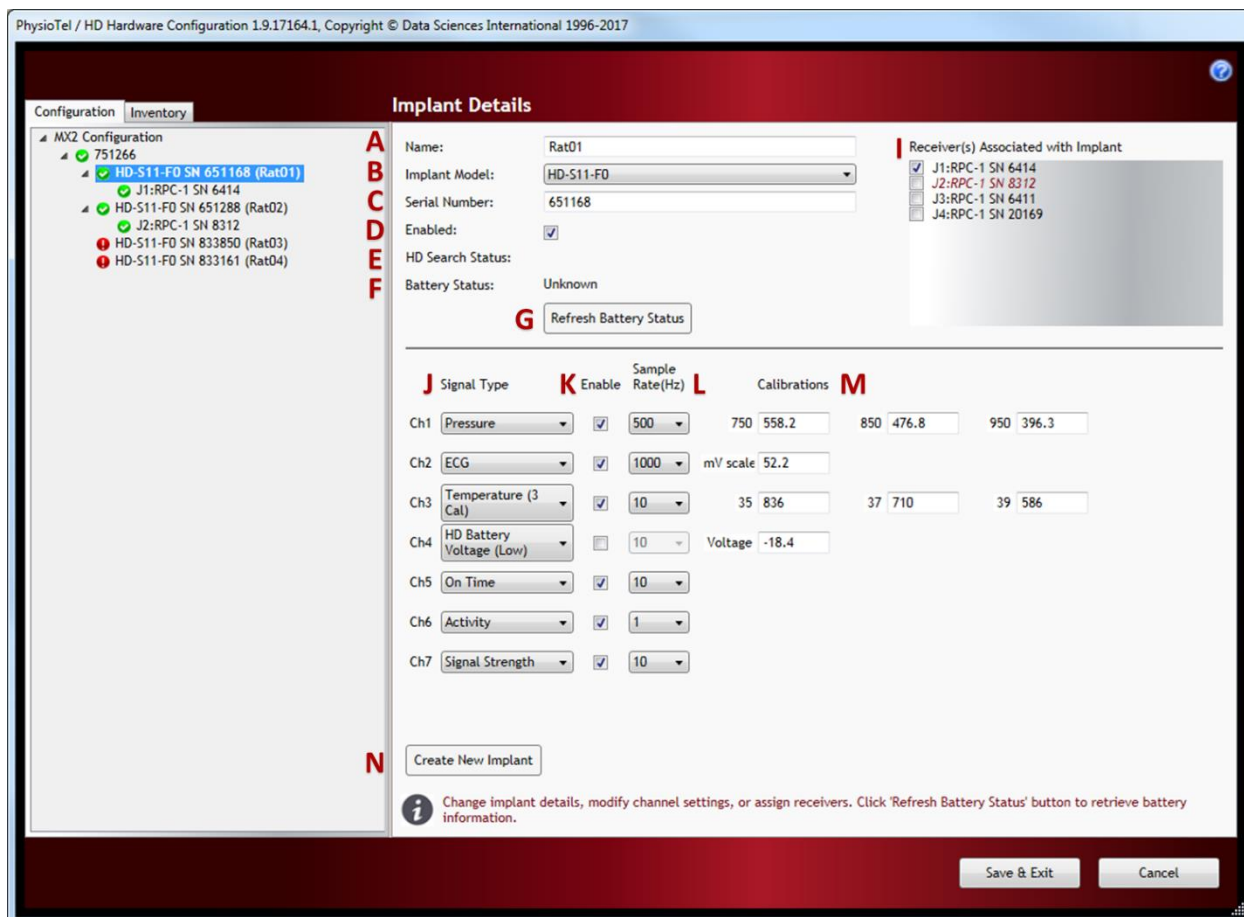 PhysioTel / HD Hardware Configuration 1.9.17164.1, Copyright © Data Sciences International 1996-2017
?
Configuration Inventory
MX2 Configuration
751266
HD-S11-F0 SN 651168 (Rat01)
J1:RPC-1 SN 6414
HD-S11-F0 SN 651288 (Rat02)
J2:RPC-1 SN 8312
HD-S11-F0 SN 833850 (Rat03)
HD-S11-F0 SN 833161 (Rat04)
Implant Details
A Name: Rat01
B Implant Model: HD-S11-F0
C Serial Number: 651168
D Enabled:
E HD Search Status:
F Battery Status: Unknown
G Refresh Battery Status
I Receiver(s) Associated with Implant
J1:RPC-1 SN 6414
J2:RPC-1 SN 8312
J3:RPC-1 SN 6411
J4:RPC-1 SN 20169
J Signal Type K Enable Sample Rate(Hz) L Calibrations M
Ch1 Pressure 500 750 558.2 850 476.8 950 396.3
Ch2 ECG 1000 mV scale 52.2
Ch3 Temperature (3 Cal) 10 35 836 37 710 39 586
Ch4 HD Battery Voltage (Low) 10 Voltage -18.4
Ch5 On Time 10
Ch6 Activity 1
Ch7 Signal Strength 10
N Create New Implant
i Change implant details, modify channel settings, or assign receivers. Click 'Refresh Battery Status' button to retrieve battery
information.
Save & Exit Cancel